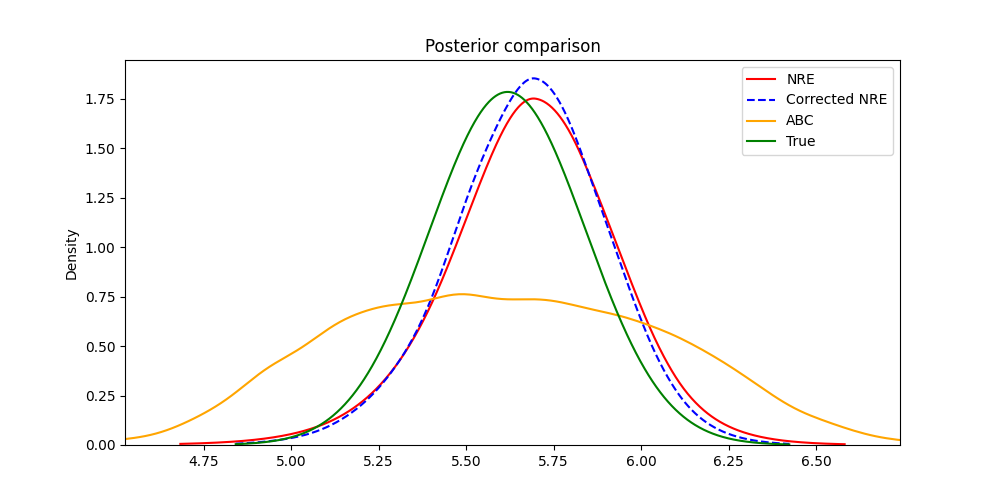 Posterior comparison
NRE
Corrected NRE
ABC
True
Density
1.75
1.50
1.25
1.00
0.75
0.50
0.25
0.00
4.75 5.00 5.25 5.50 5.75 6.00 6.25 6.50